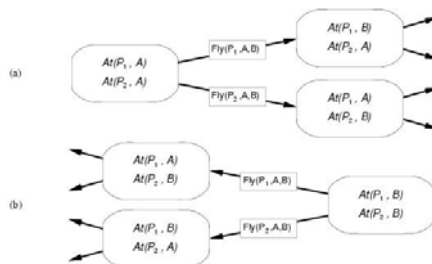 (a)
At(P₁, A)
At(P₂, A)
Fly(P₁,A,B)
Fly(P₂,A,B)
At(P₁, B)
At(P₂, A)
At(P₁, A)
At(P₂, B)
(b)
At(P₁, A)
At(P₂, B)
At(P₁, B)
At(P₂, A)
Fly(P₁,A,B)
Fly(P₂,A,B)
At(P₁, B)
At(P₂, B)